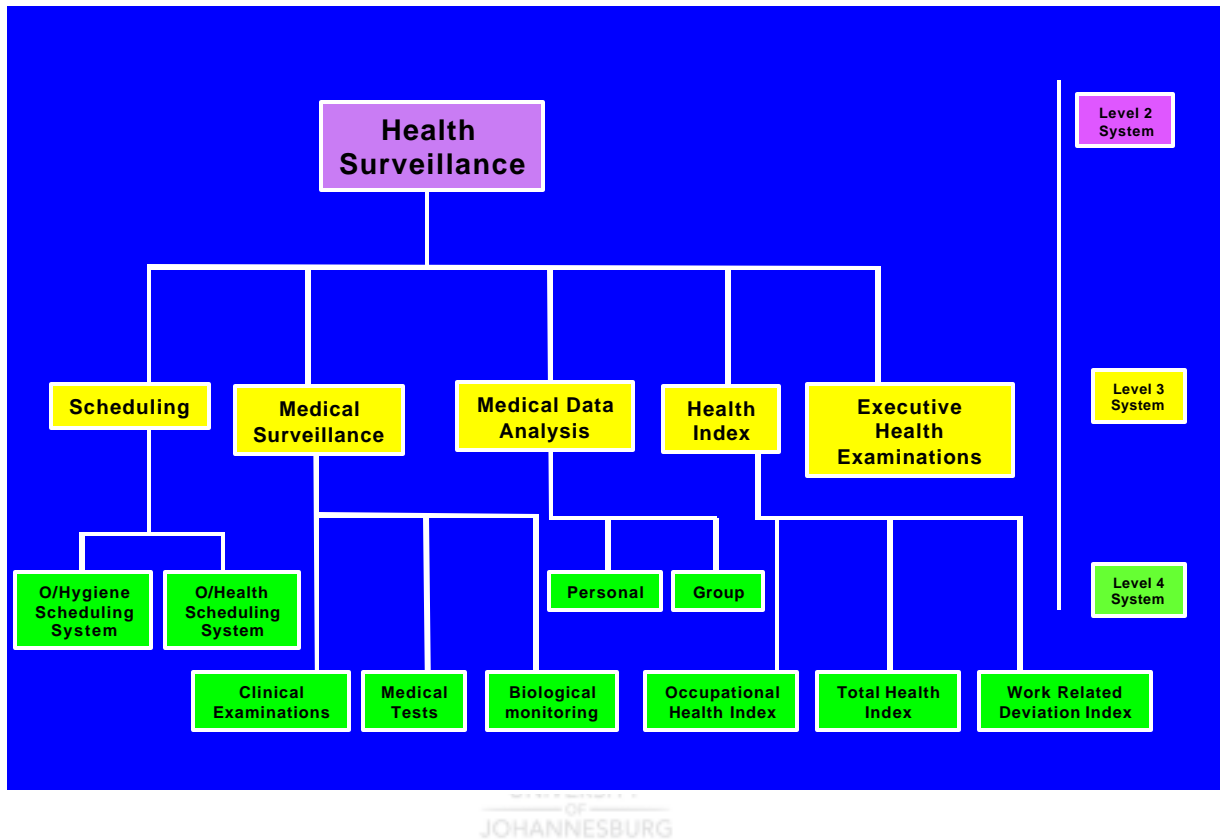 Health
Surveillance
Level 2
System
Scheduling
Medical
Surveillance
Medical Data
Analysis
Health
Index
Executive
Health
Examinations
Level 3
System
O/Hygiene
Scheduling
System
O/Health
Scheduling
System
Personal
Group
Level 4
System
Clinical
Examinations
Medical
Tests
Biological
monitoring
Occupational
Health Index
Total Health
Index
Work Related
Deviation Index
OF
JOHANNESBURG